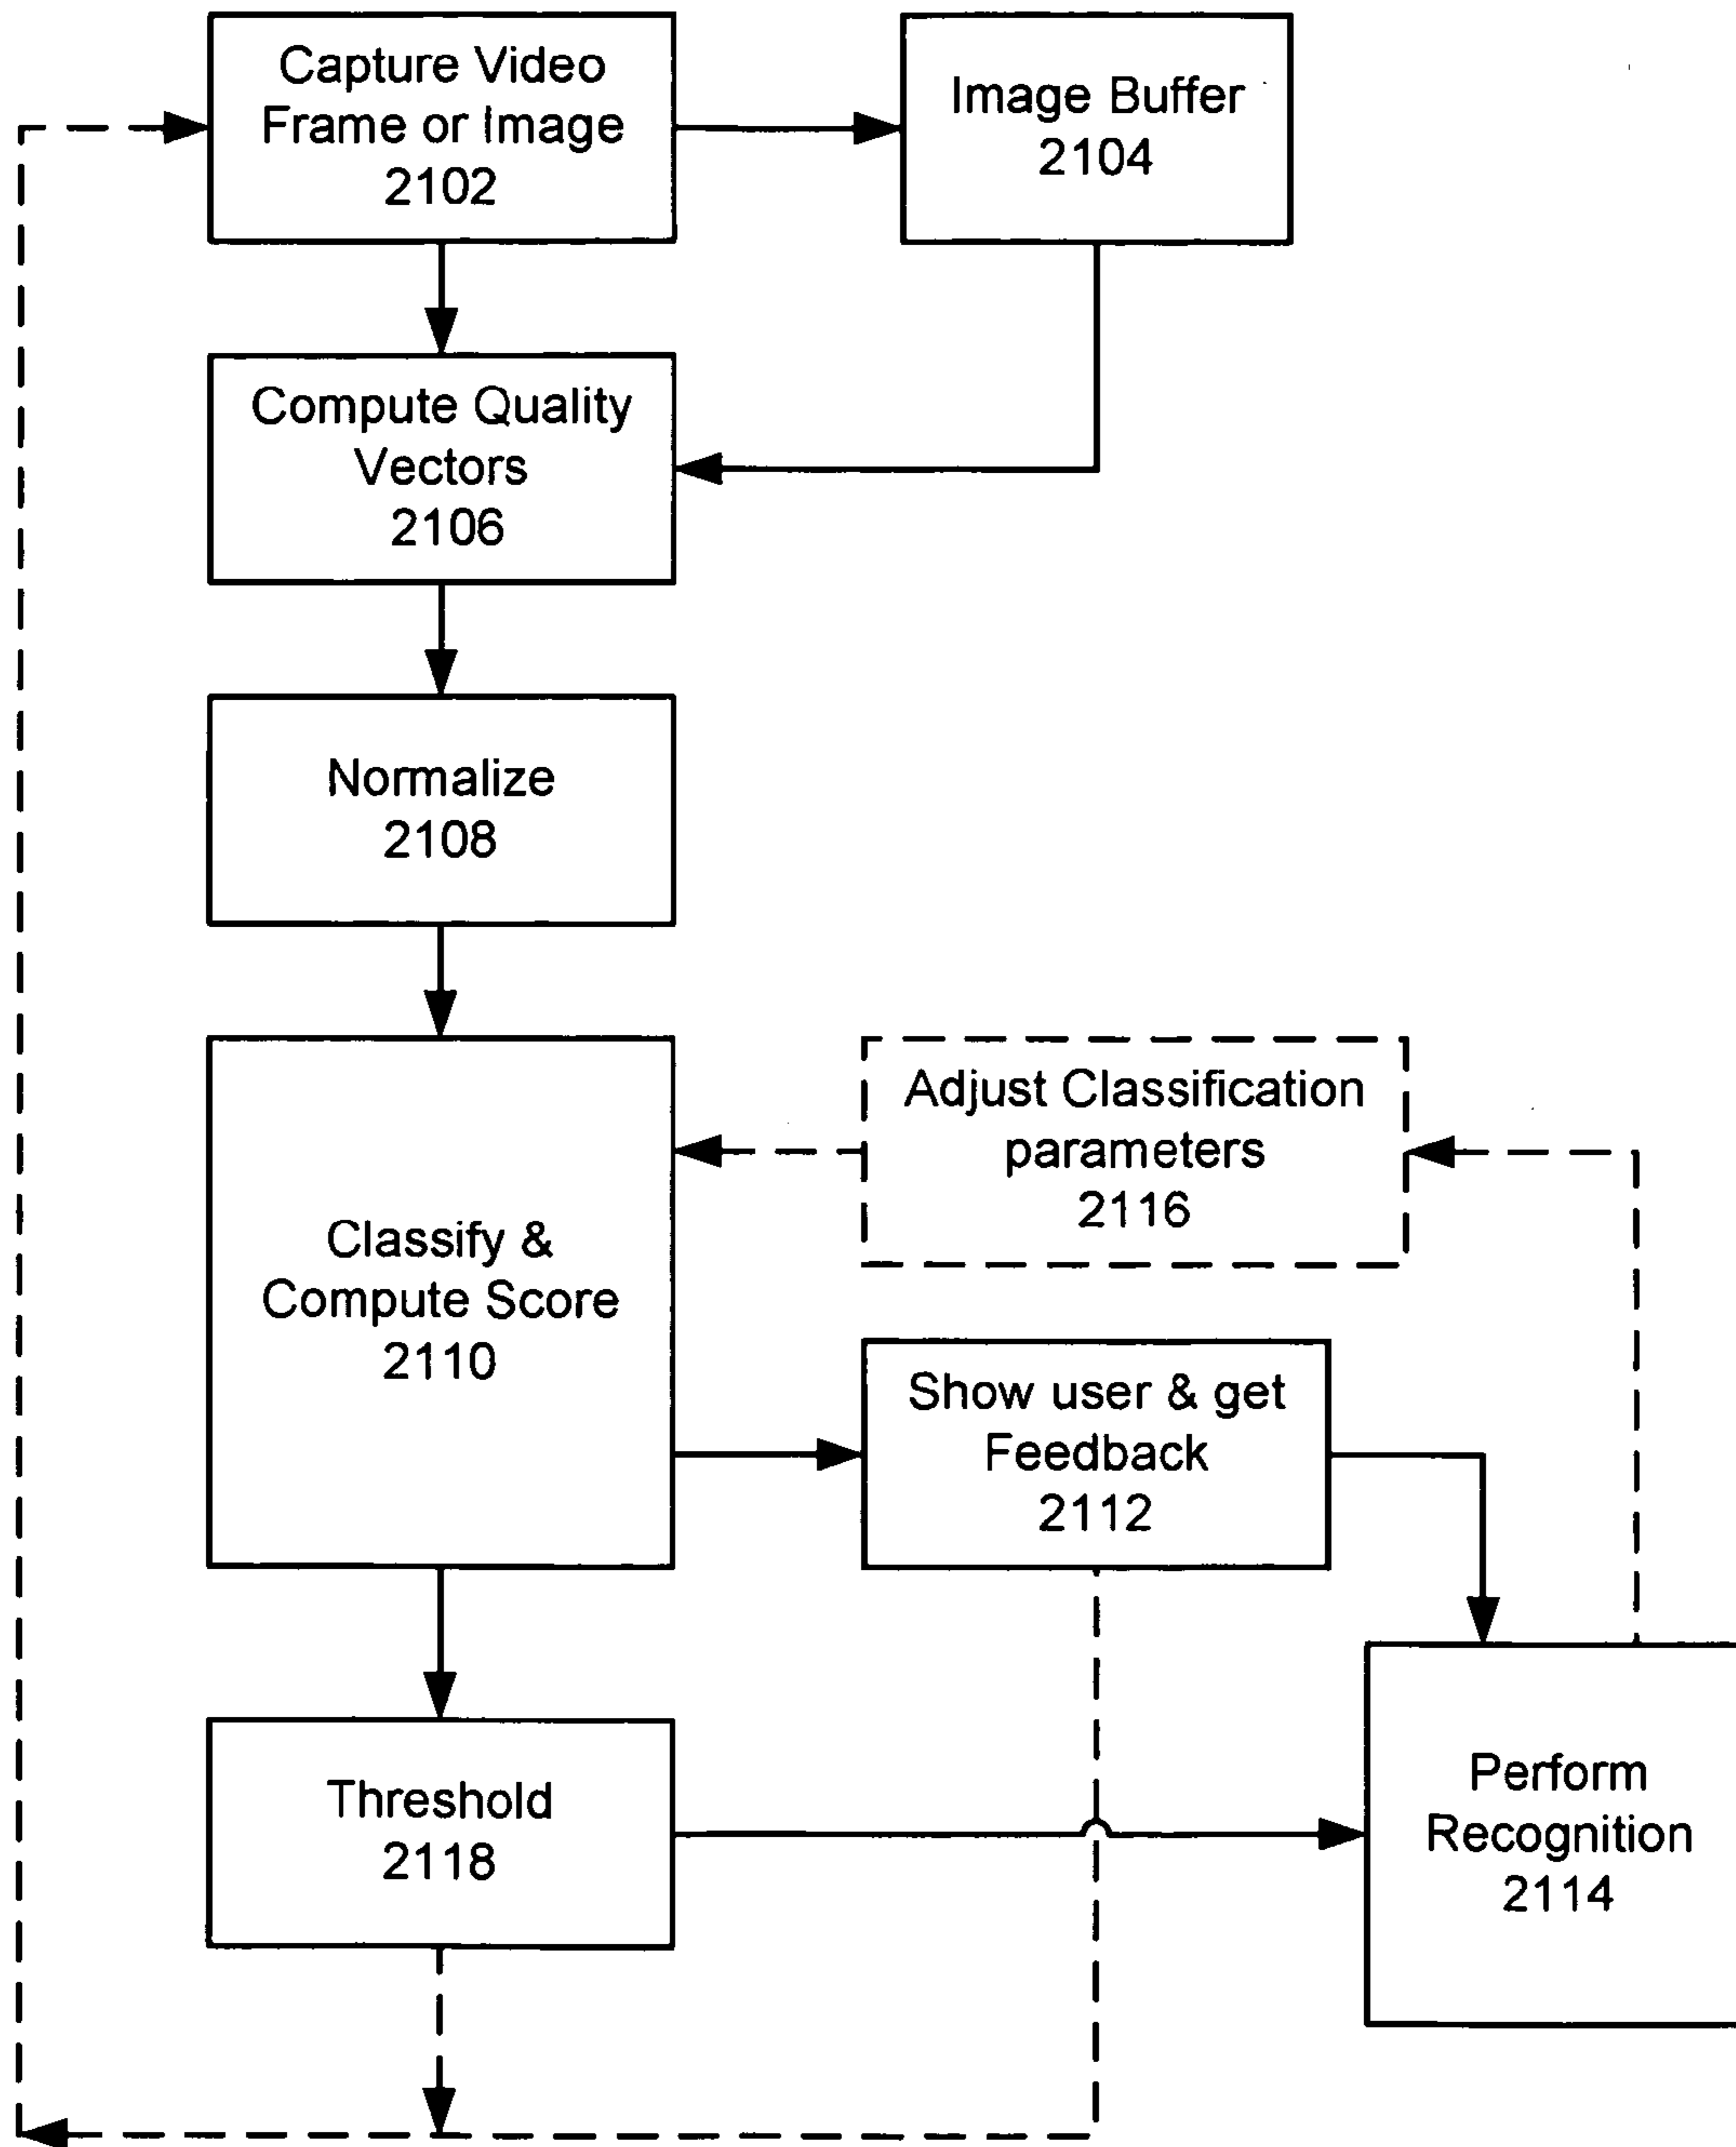 Capture Video
Frame or Image
2102
Image Buffer
2104
Compute Quality
Vectors
2106
Normalize
2108
Adjust Classification
parameters
2116
Classify &
Compute Score
2110
Show user & get
Feedback
2112
Threshold
2118
Perform
Recognition
2114